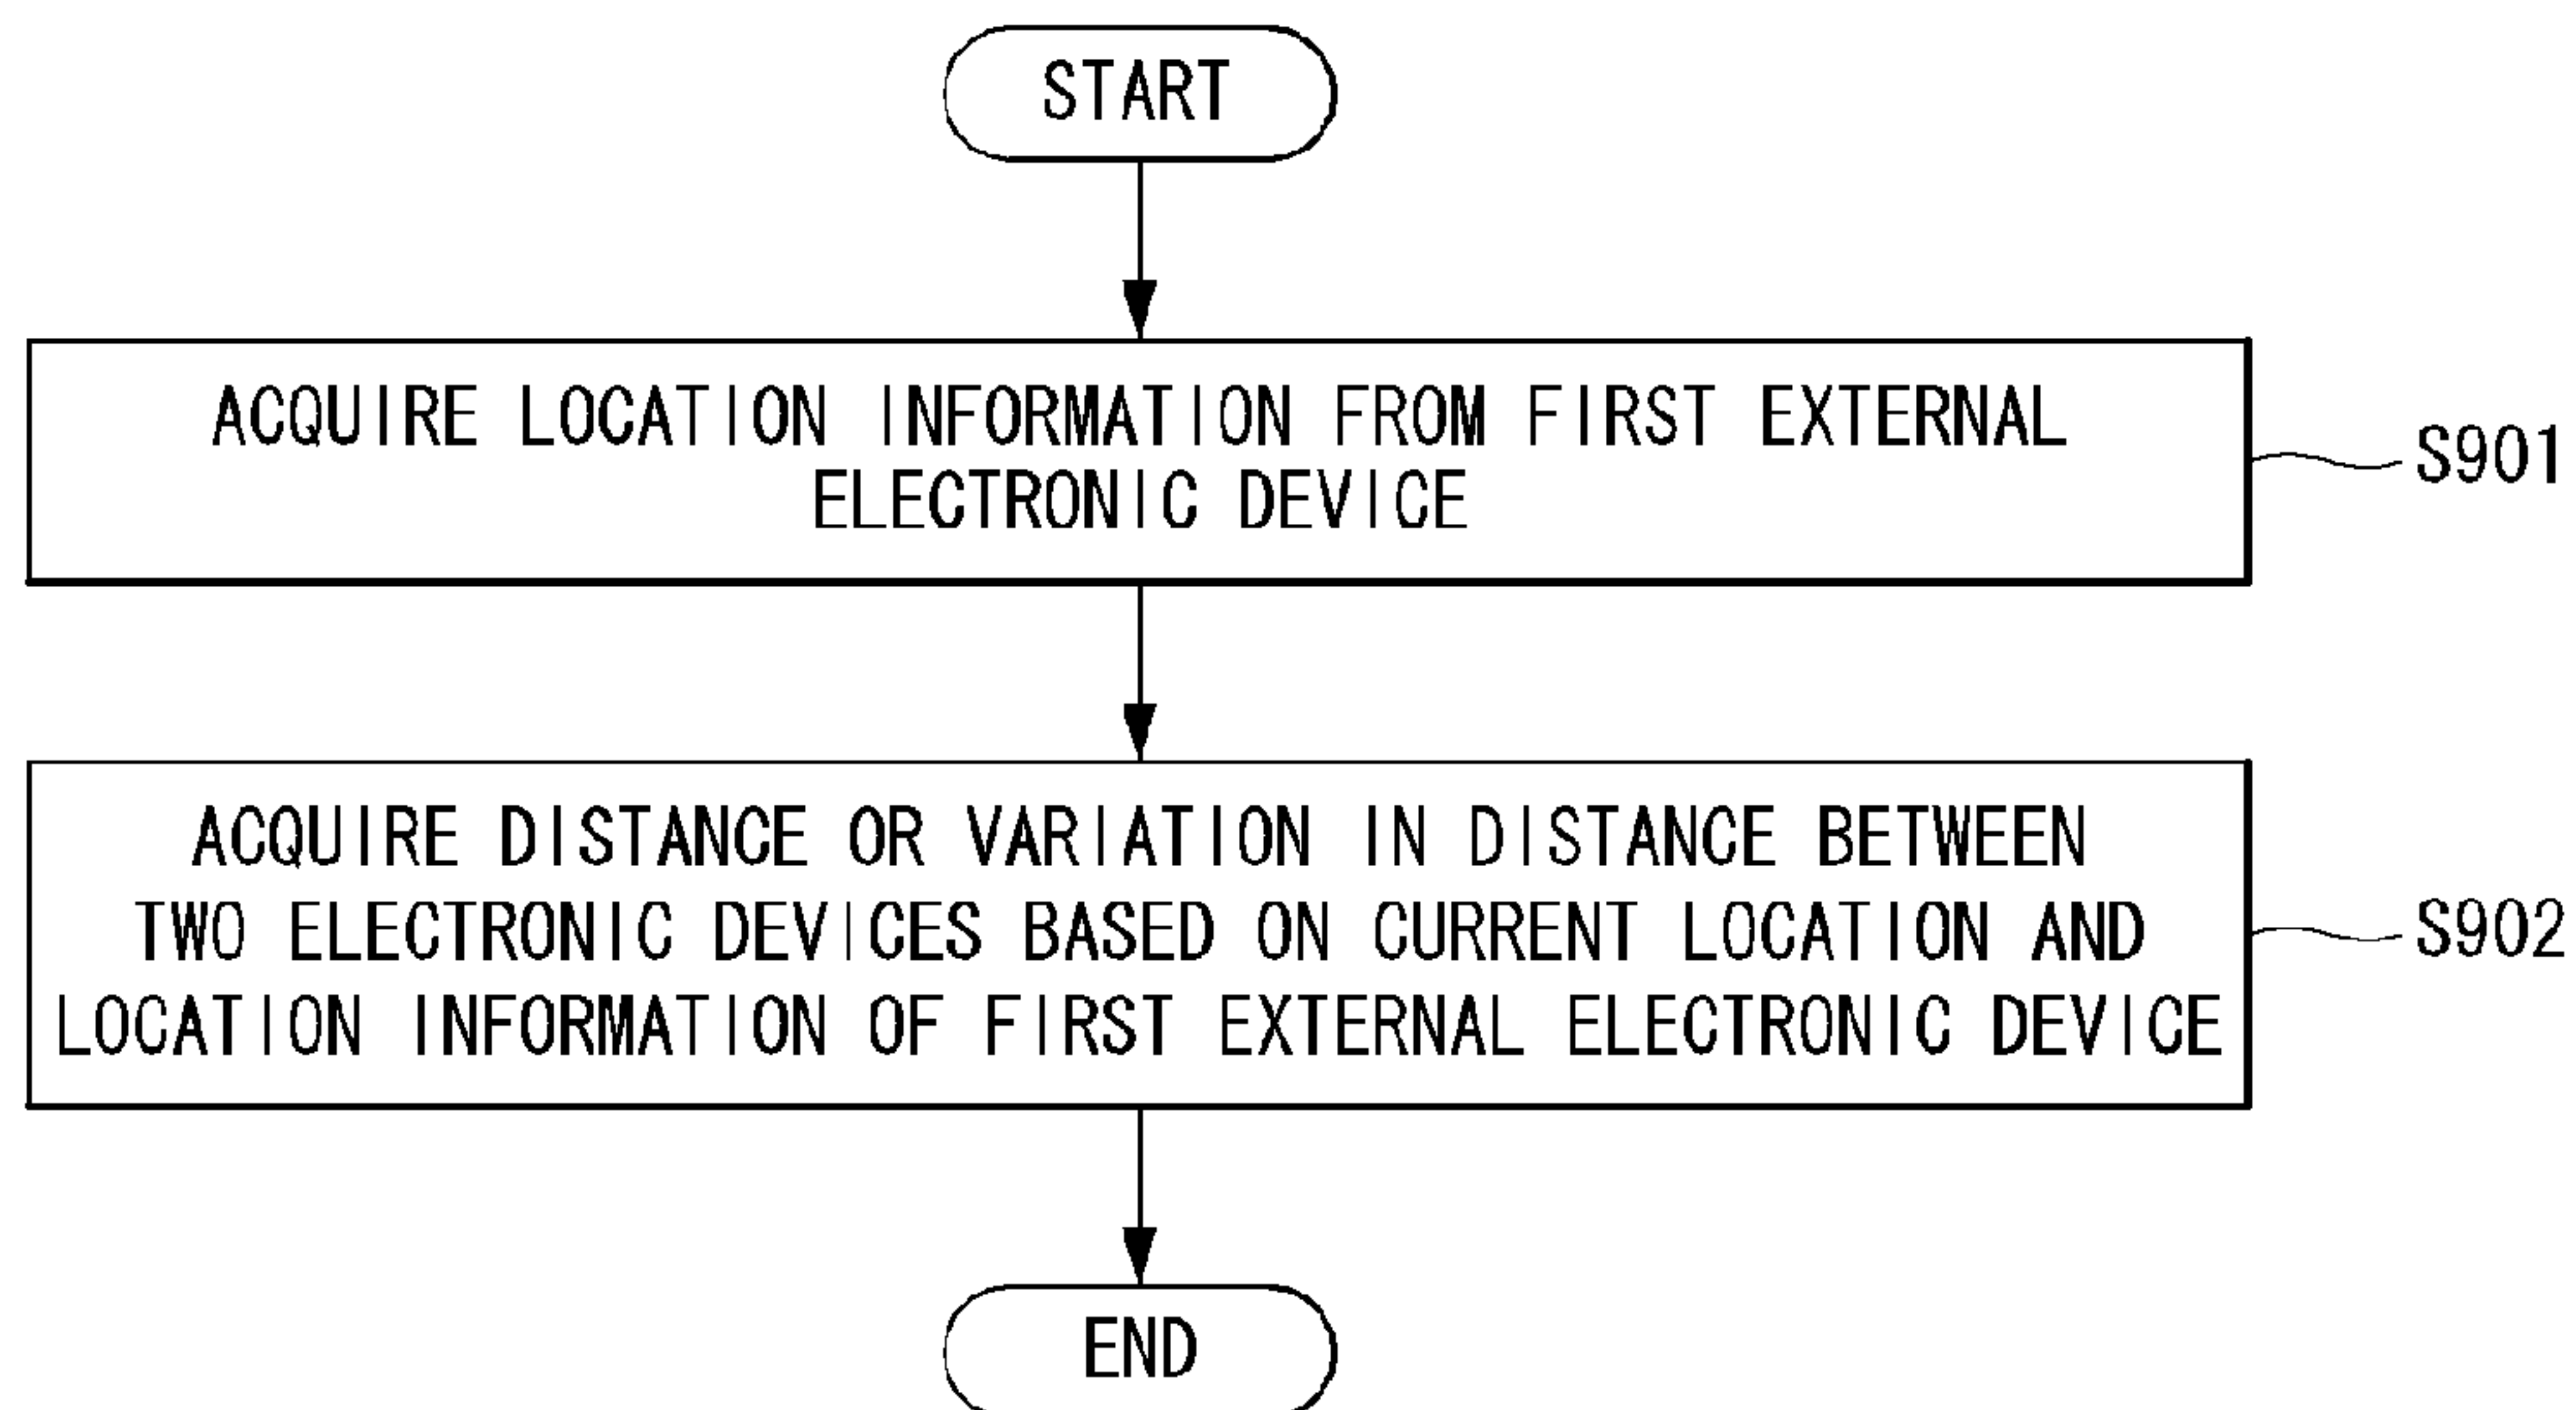 START
ACQUIRE LOCATION INFORMATION FROM FIRST EXTERNAL
ELECTRONIC DEVICE
S901
ACQUIRE DISTANCE OR VARIATION IN DISTANCE BETWEEN
TWO ELECTRONIC DEVICES BASED ON CURRENT LOCATION AND
LOCATION INFORMATION OF FIRST EXTERNAL ELECTRONIC DEVICE
S902
END